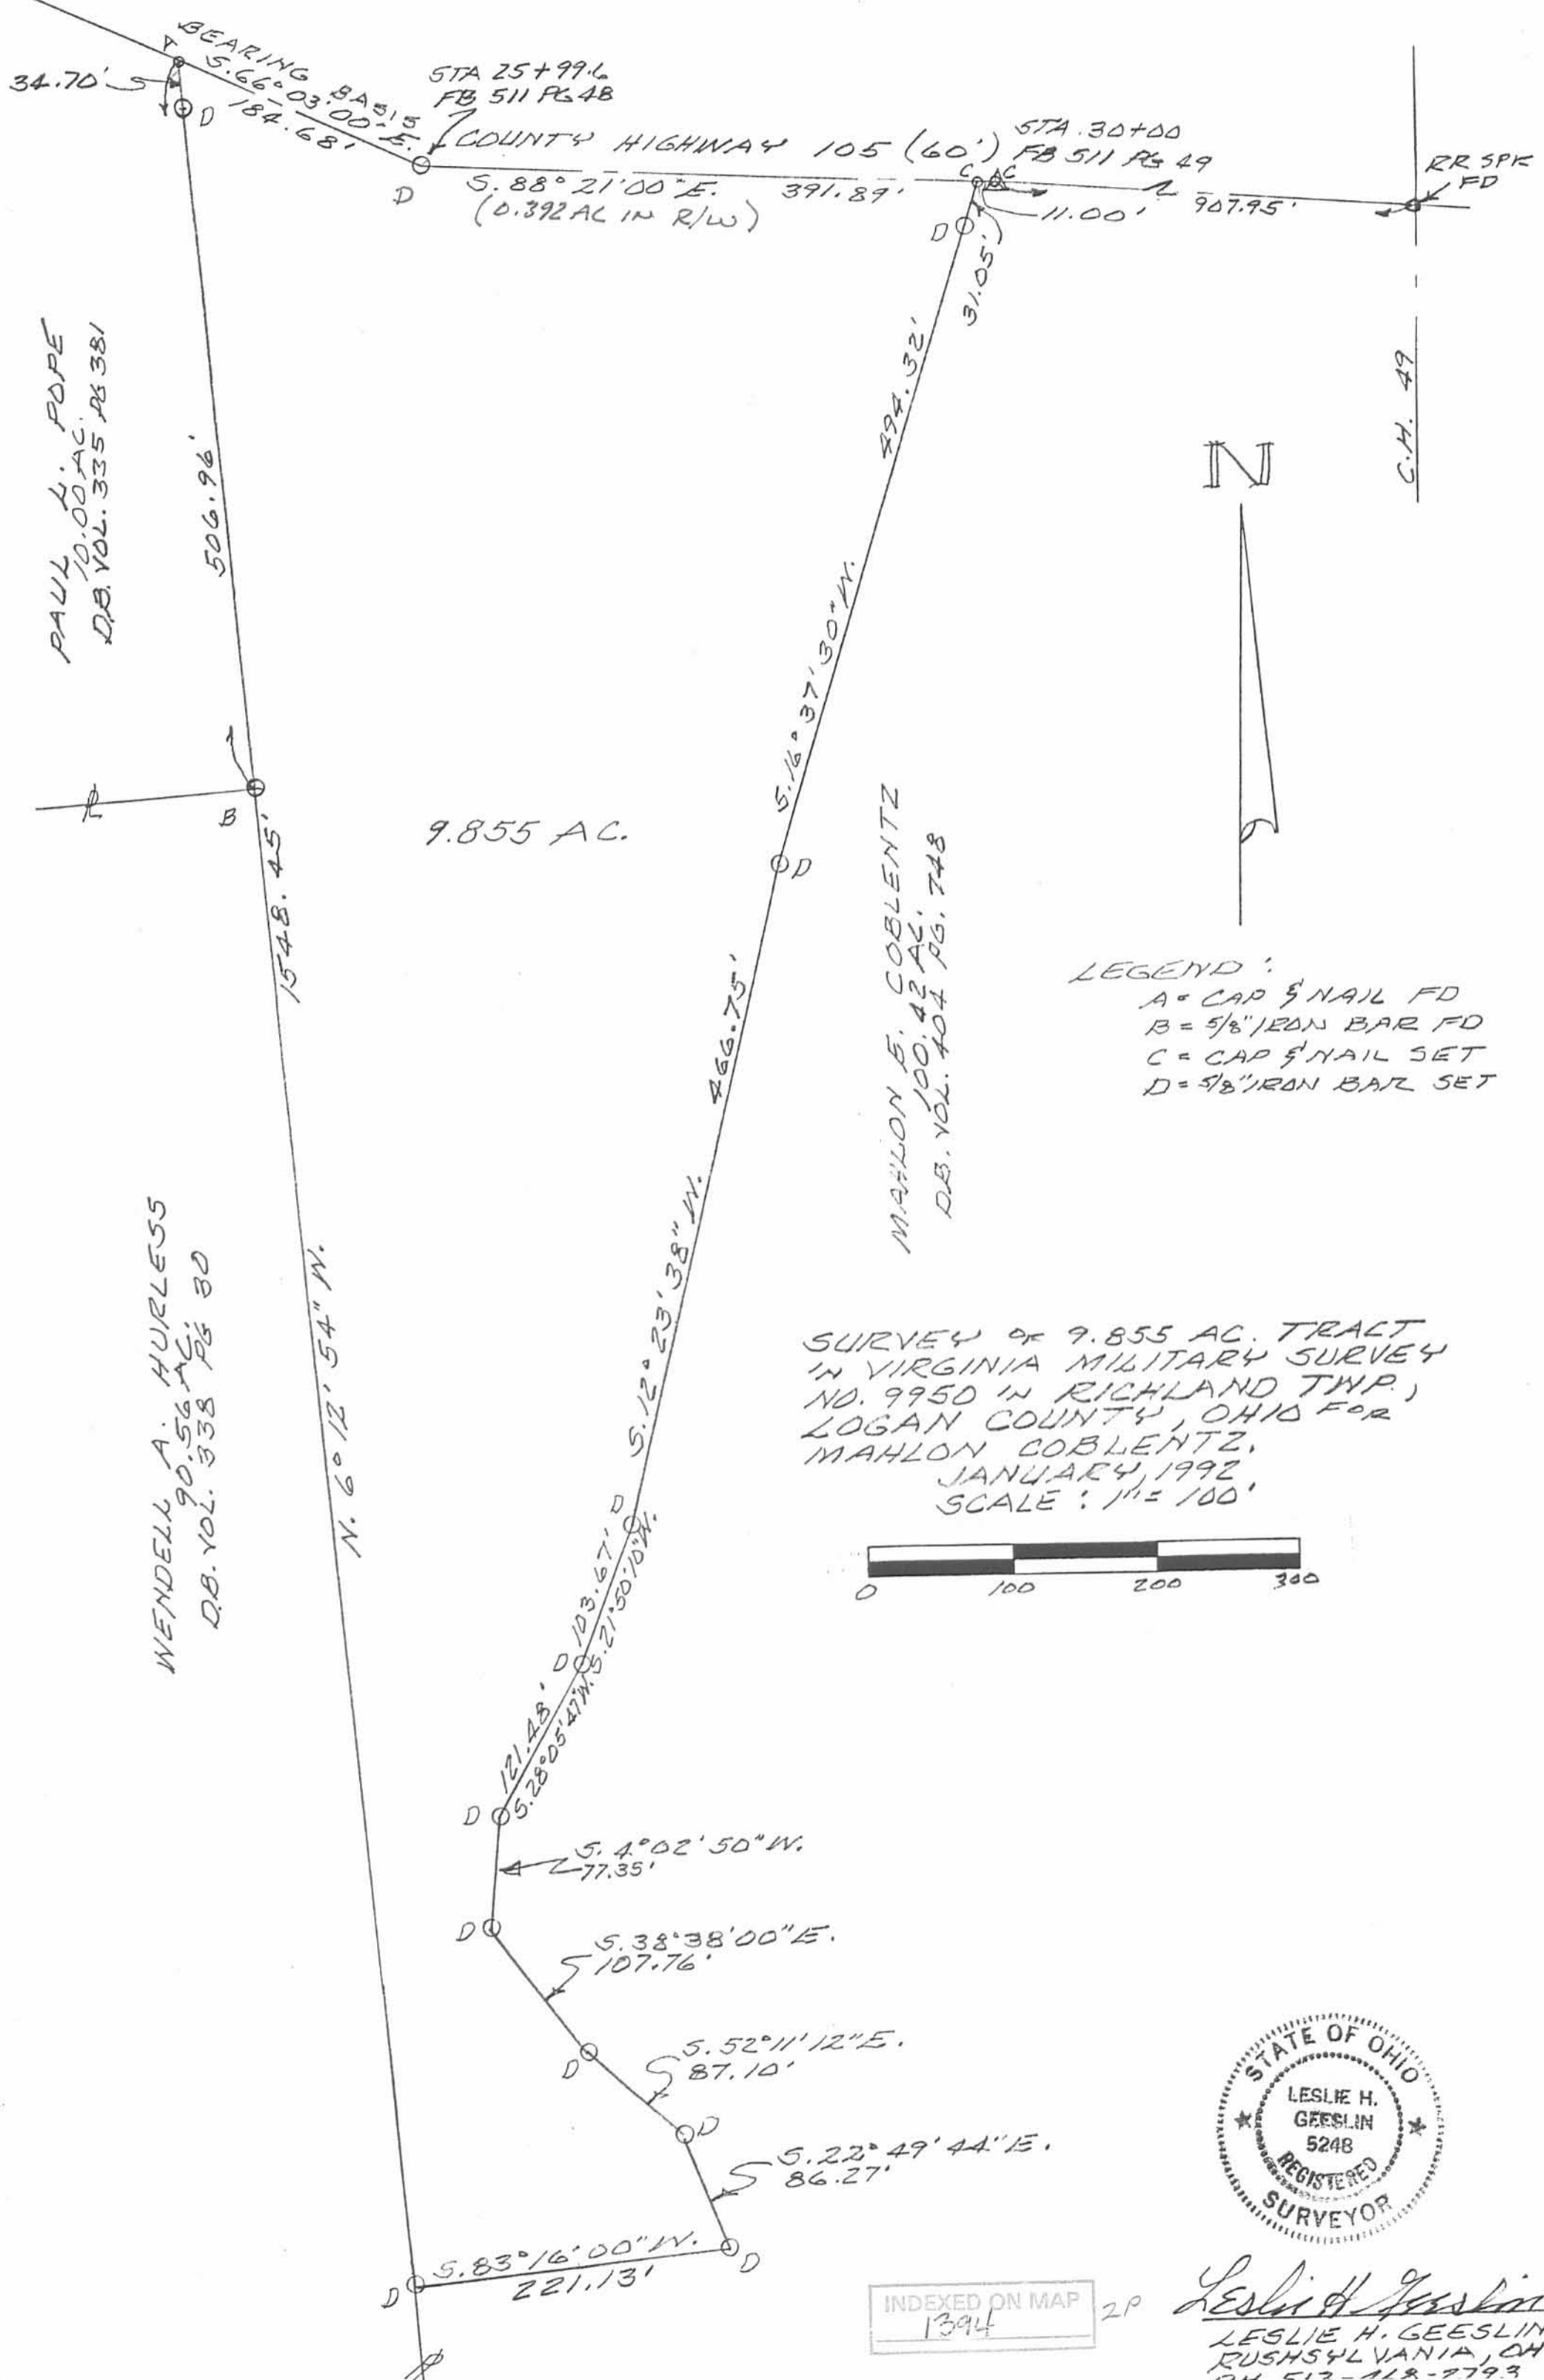 BEARING BASIS
S. 66° 03' 00" E.
184.68'
34.70'
A
D
STA 25+99.6
FB 511 PG 48
COUNTY HIGHWAY 105 (60')
STA. 30+00
FB 511 PG 49
RR SPK
FD
D
S. 88° 21' 00" E. 391.89'
(0.392 AC IN R/W)
C
C
11.00'
907.95'
D
31.05'
C.H. 49
PAUL L. POPE
10.00 AC.
D.B. VOL. 335 PG 381
506.96'
494.32'
S. 16° 37' 30" W.
N
B
9.855 AC.
D
1548.45'
N. 6° 12' 54" W.
466.75'
S. 12° 23' 38" W.
MAHLON E. COBLENTZ
100.42 AC.
D.B. VOL. 404 PG. 748
LEGEND :
A = CAP & NAIL FD
B = 5/8" IRON BAR FD
C = CAP & NAIL SET
D = 5/8" IRON BAR SET
WENDELL A. HURLESS
90.56 AC.
D.B. VOL. 338 PG 30
SURVEY OF 9.855 AC. TRACT
IN VIRGINIA MILITARY SURVEY
NO. 9950 IN RICHLAND TWP.,
LOGAN COUNTY, OHIO FOR
MAHLON COBLENTZ.
JANUARY, 1992
SCALE : 1" = 100'
0 100 200 300
D
103.67'
S. 21° 50' 10" W.
D
121.48'
S. 28° 05' 47" W.
D
S. 4° 02' 50" W.
77.35'
D
S. 38° 38' 00" E.
107.76'
D
S. 52° 11' 12" E.
87.10'
D
S. 22° 49' 44" E.
86.27'
D
S. 83° 16' 00" W.
221.13'
D
STATE OF OHIO
LESLIE H.
GEESLIN
5248
REGISTERED
SURVEYOR
INDEXED ON MAP
1394
2P
Leslie H Geeslin
LESLIE H. GEESLIN
RUSHSYLVANIA, OH
PH. 513-468-2793